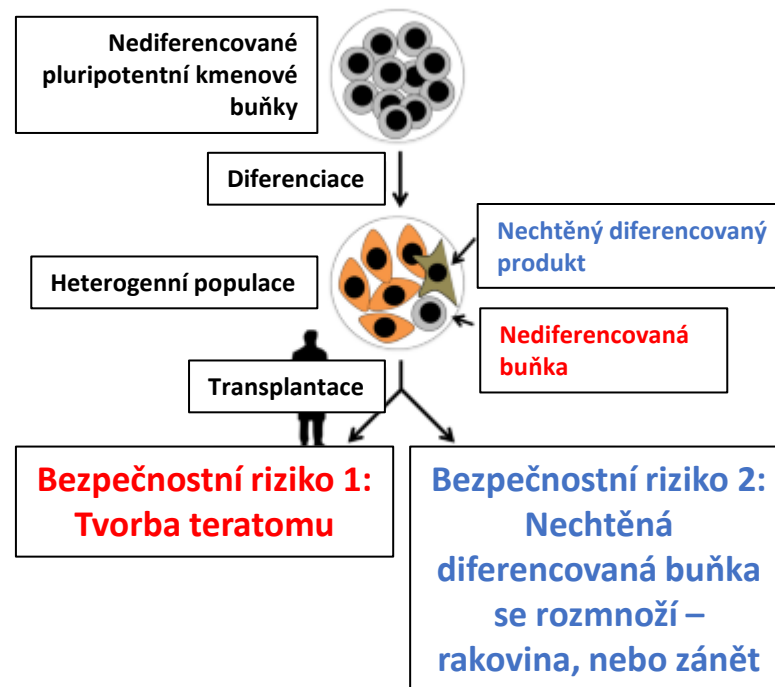 Nediferencované
pluripotentní kmenové
buňky
Diferenciace
Nechtěný diferencovaný
produkt
Heterogenní populace
Nediferencovaná
buňka
Transplantace
Bezpečnostní riziko 1:
Tvorba teratomu
Bezpečnostní riziko 2:
Nechtěná
diferencovaná buňka
se rozmnoží –
rakovina, nebo zánět